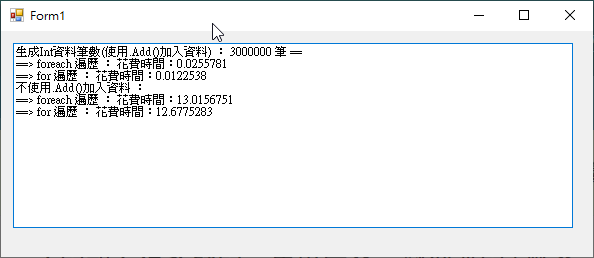 Form1
生成Int資料筆數(使用.Add()加入資料) : 3000000 筆 ==
==> foreach 遍歷 : 花費時間:0.0255781
==> for 遍歷 : 花費時間:0.0122538
不使用.Add()加入資料 :
==> foreach 遍歷 : 花費時間:13.0156751
==> for 遍歷 : 花費時間:12.6775283